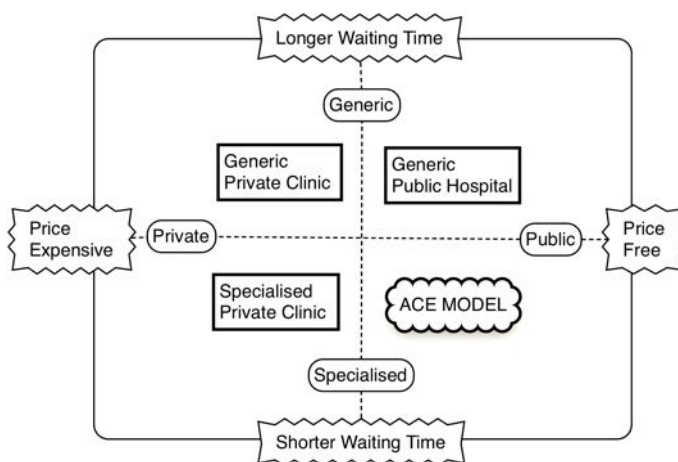 Longer Waiting Time
Generic
Generic
Private Clinic
Generic
Public Hospital
Price
Expensive
Private
Public
Price
Free
Specialised
Private Clinic
ACE MODEL
Specialised
Shorter Waiting Time